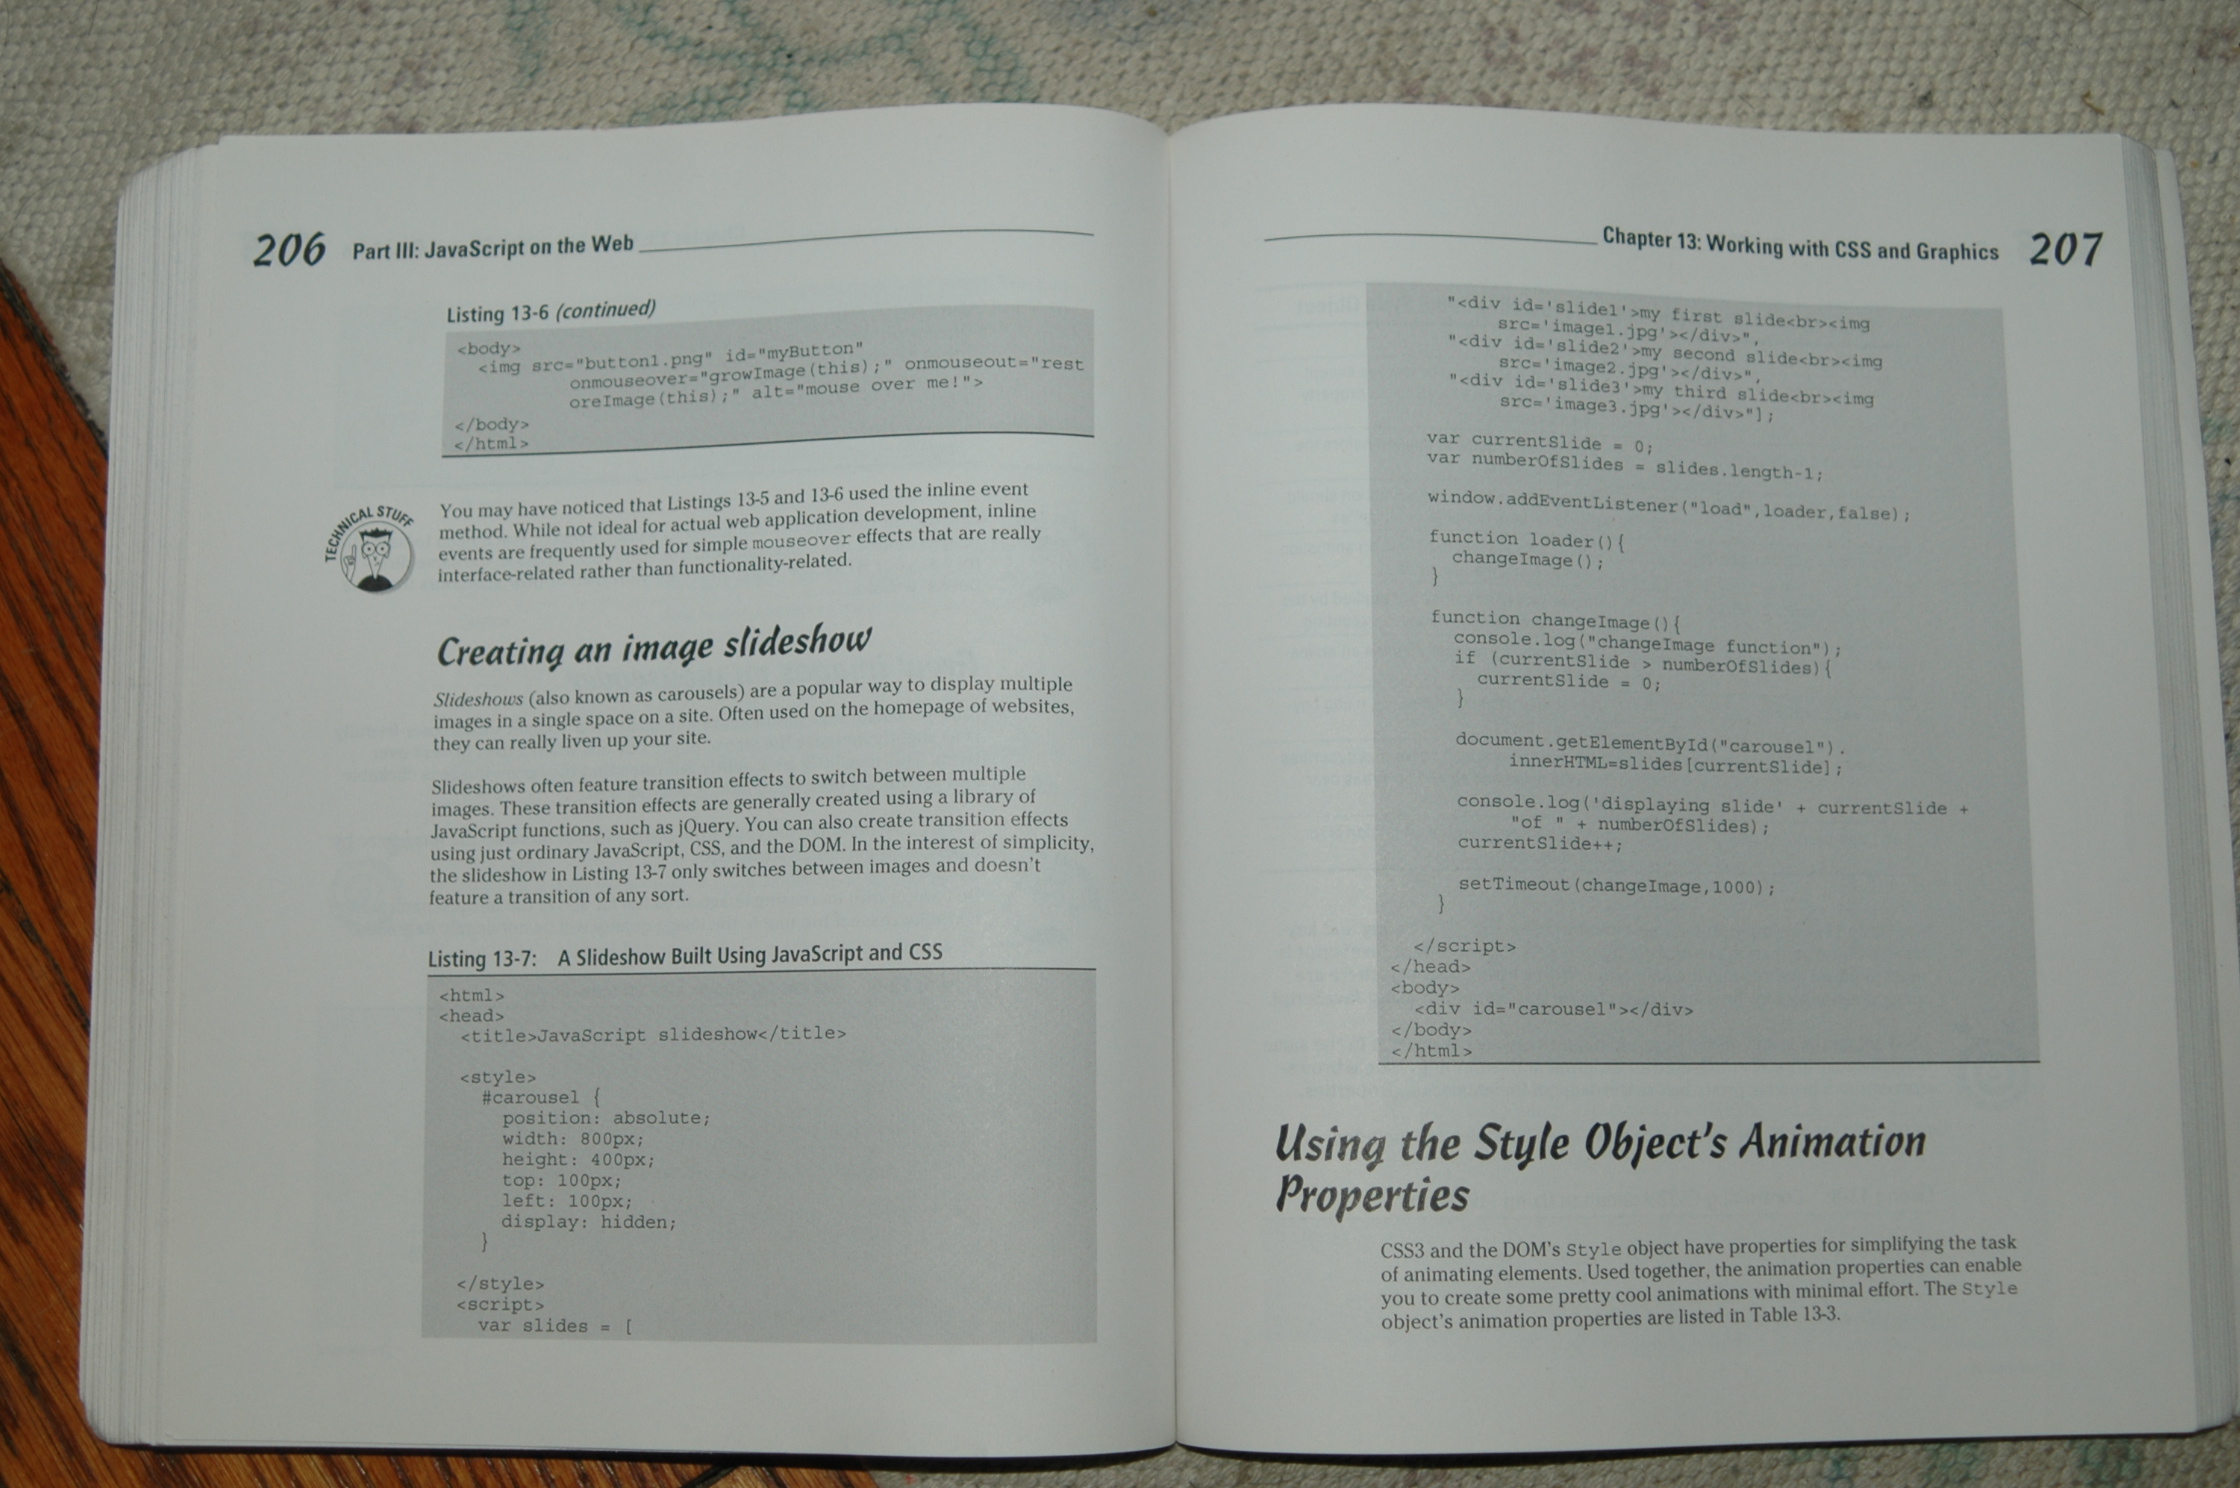 206 Part III: JavaScript on the Web
Listing 13-6 (continued)
<body>
<img src="button1.png" id="myButton"
onmouseover="growImage(this);" onmouseout="rest
oreImage(this);" alt="mouse over me!">
</body>
</html>
TECHNICAL STUFF
You may have noticed that Listings 13-5 and 13-6 used the inline event
method. While not ideal for actual web application development, inline
events are frequently used for simple mouseover effects that are really
interface-related rather than functionality-related.
Creating an image slideshow
Slideshows (also known as carousels) are a popular way to display multiple
images in a single space on a site. Often used on the homepage of websites,
they can really liven up your site.
Slideshows often feature transition effects to switch between multiple
images. These transition effects are generally created using a library of
JavaScript functions, such as jQuery. You can also create transition effects
using just ordinary JavaScript, CSS, and the DOM. In the interest of simplicity,
the slideshow in Listing 13-7 only switches between images and doesn't
feature a transition of any sort.
Listing 13-7: A Slideshow Built Using JavaScript and CSS
<html>
<head>
<title>JavaScript slideshow</title>
<style>
#carousel {
position: absolute;
width: 800px;
height: 400px;
top: 100px;
left: 100px;
display: hidden;
}
</style>
<script>
var slides = [
Chapter 13: Working with CSS and Graphics 207
"<div id='slide1'>my first slide<br><img
src='image1.jpg'></div>",
"<div id='slide2'>my second slide<br><img
src='image2.jpg'></div>",
"<div id='slide3'>my third slide<br><img
src='image3.jpg'></div>"];
var currentSlide = 0;
var numberOfSlides = slides.length-1;
window.addEventListener("load",loader,false);
function loader(){
changeImage();
}
function changeImage(){
console.log("changeImage function");
if (currentSlide > numberOfSlides){
currentSlide = 0;
}
document.getElementById("carousel").
innerHTML=slides[currentSlide];
console.log('displaying slide' + currentSlide +
"of " + numberOfSlides);
currentSlide++;
setTimeout(changeImage,1000);
}
</script>
</head>
<body>
<div id="carousel"></div>
</body>
</html>
Using the Style Object's Animation
Properties
CSS3 and the DOM's Style object have properties for simplifying the task
of animating elements. Used together, the animation properties can enable
you to create some pretty cool animations with minimal effort. The Style
object's animation properties are listed in Table 13-3.